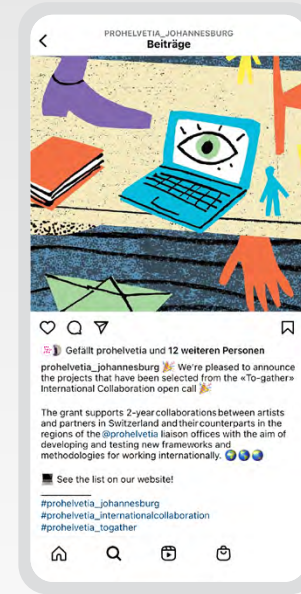 PROHELVETIA_JOHANNESBURG
Beiträge
Gefällt prohelvetia und 12 weiteren Personen
prohelvetia_johannesburg 🎉 We're pleased to announce
the projects that have been selected from the «To-gather»
International Collaboration open call 🎉
The grant supports 2-year collaborations between artists
and partners in Switzerland and their counterparts in the
regions of the @prohelvetia liaison offices with the aim of
developing and testing new frameworks and
methodologies for working internationally. 🌍🌎🌏
💻 See the list on our website!
#prohelvetia_johannesburg
#prohelvetia_internationalcollaboration
#prohelvetia_togather